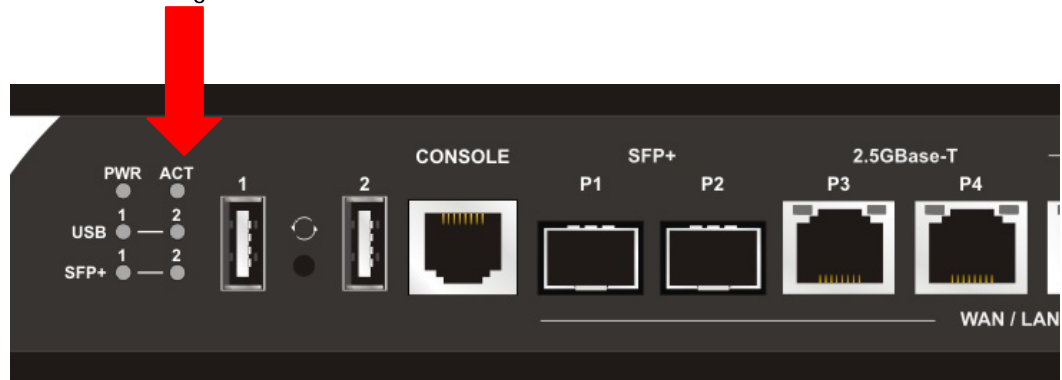 CONSOLE SFP+ 2.5GBase-T
PWR ACT 1 2 P1 P2 P3 P4
1 2
USB
1 2
SFP+
WAN / LAN